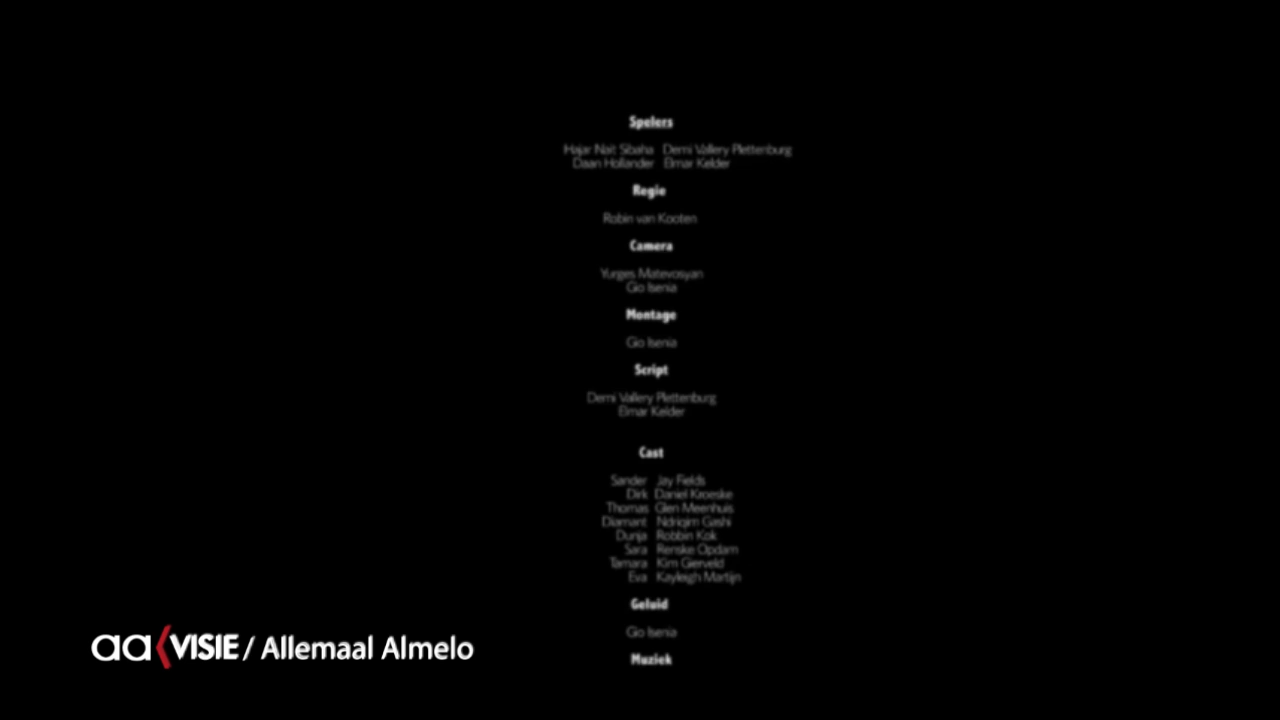 Spelers
Hajar Nait Sibaha Demi Vallery Plettenburg
Daan Hollander Elmar Kelder
Regie
Robin van Kooten
Camera
Yurges Matevosyan
Gio Isenia
Montage
Gio Isenia
Script
Demi Vallery Plettenburg
Elmar Kelder
Cast
Sander Jay Fields
Dirk Daniel Kroeske
Thomas Glen Meenhuis
Diamant Ndriqim Gashi
Dunja Robbin Kok
Sara Renske Opdam
Tamara Kim Gierveld
Eva Kayleigh Martijn
Geluid
Gio Isenia
Muziek
aa VISIE / Allemaal Almelo